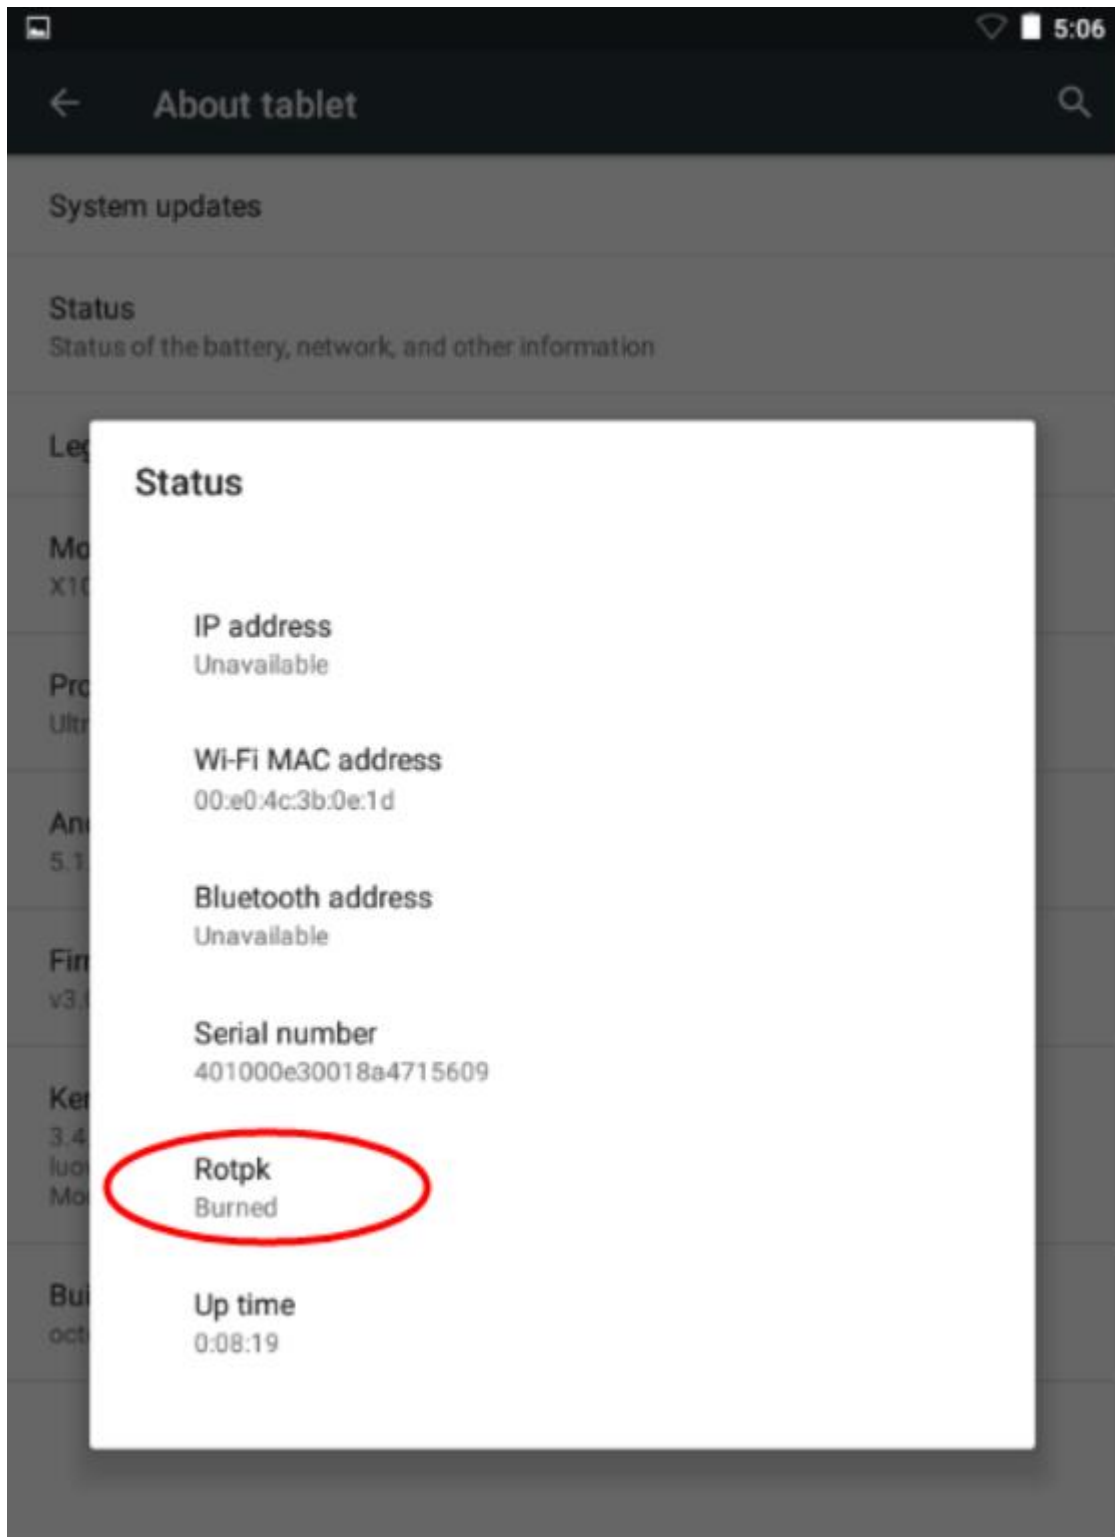 5:06
About tablet
System updates
Status
Status of the battery, network, and other information
Status
IP address
Unavailable
Wi-Fi MAC address
00:e0:4c:3b:0e:1d
Bluetooth address
Unavailable
Serial number
401000e30018a4715609
Rotpk
Burned
Up time
0:08:19